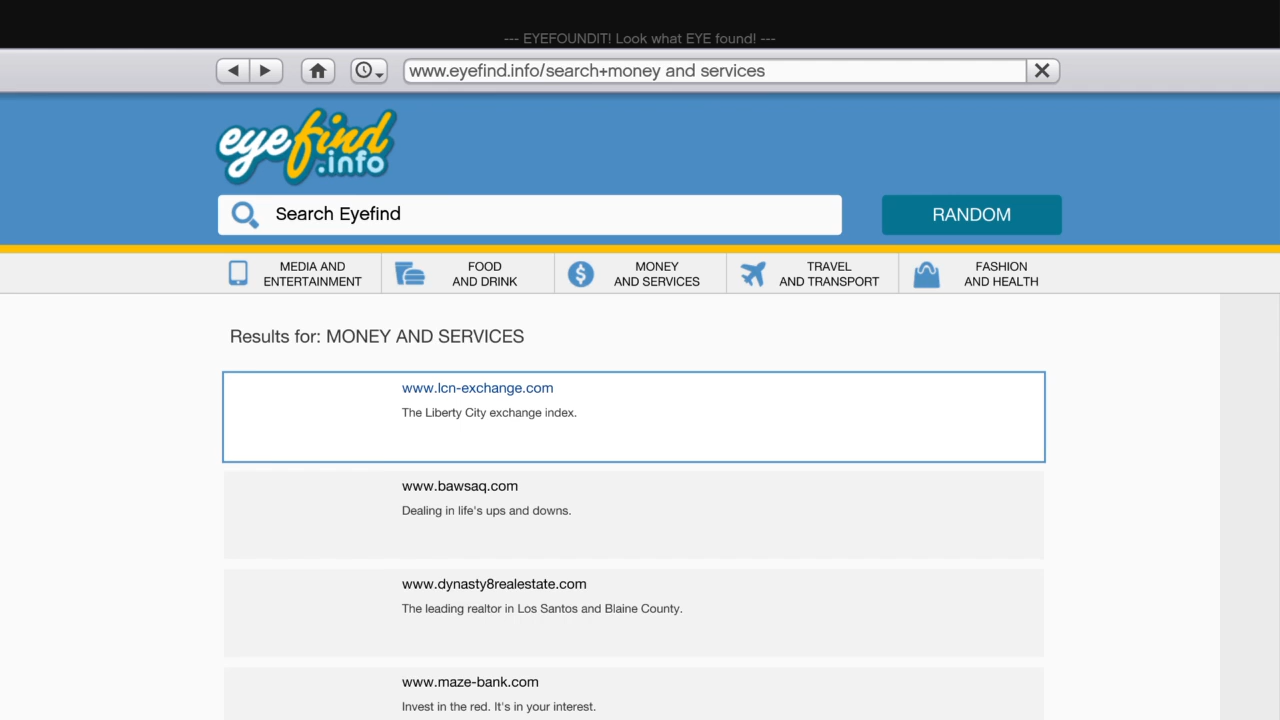 --- EYEFOUNDIT! Look what EYE found! ---
www.eyefind.info/search+money and services
eyefind
.info
Search Eyefind
RANDOM
MEDIA AND
ENTERTAINMENT
FOOD
AND DRINK
MONEY
AND SERVICES
TRAVEL
AND TRANSPORT
FASHION
AND HEALTH
Results for: MONEY AND SERVICES
www.lcn-exchange.com
The Liberty City exchange index.
www.bawsaq.com
Dealing in life's ups and downs.
www.dynasty8realestate.com
The leading realtor in Los Santos and Blaine County.
www.maze-bank.com
Invest in the red. It's in your interest.